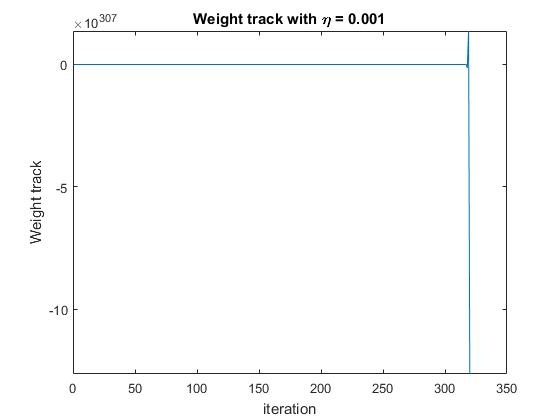 ×10^307
Weight track with η = 0.001
0
-5
-10
Weight track
0 50 100 150 200 250 300 350
iteration